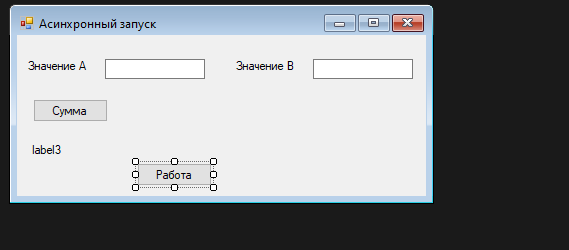 Асинхронный запуск
Значение А Значение В
Сумма
label3
Работа